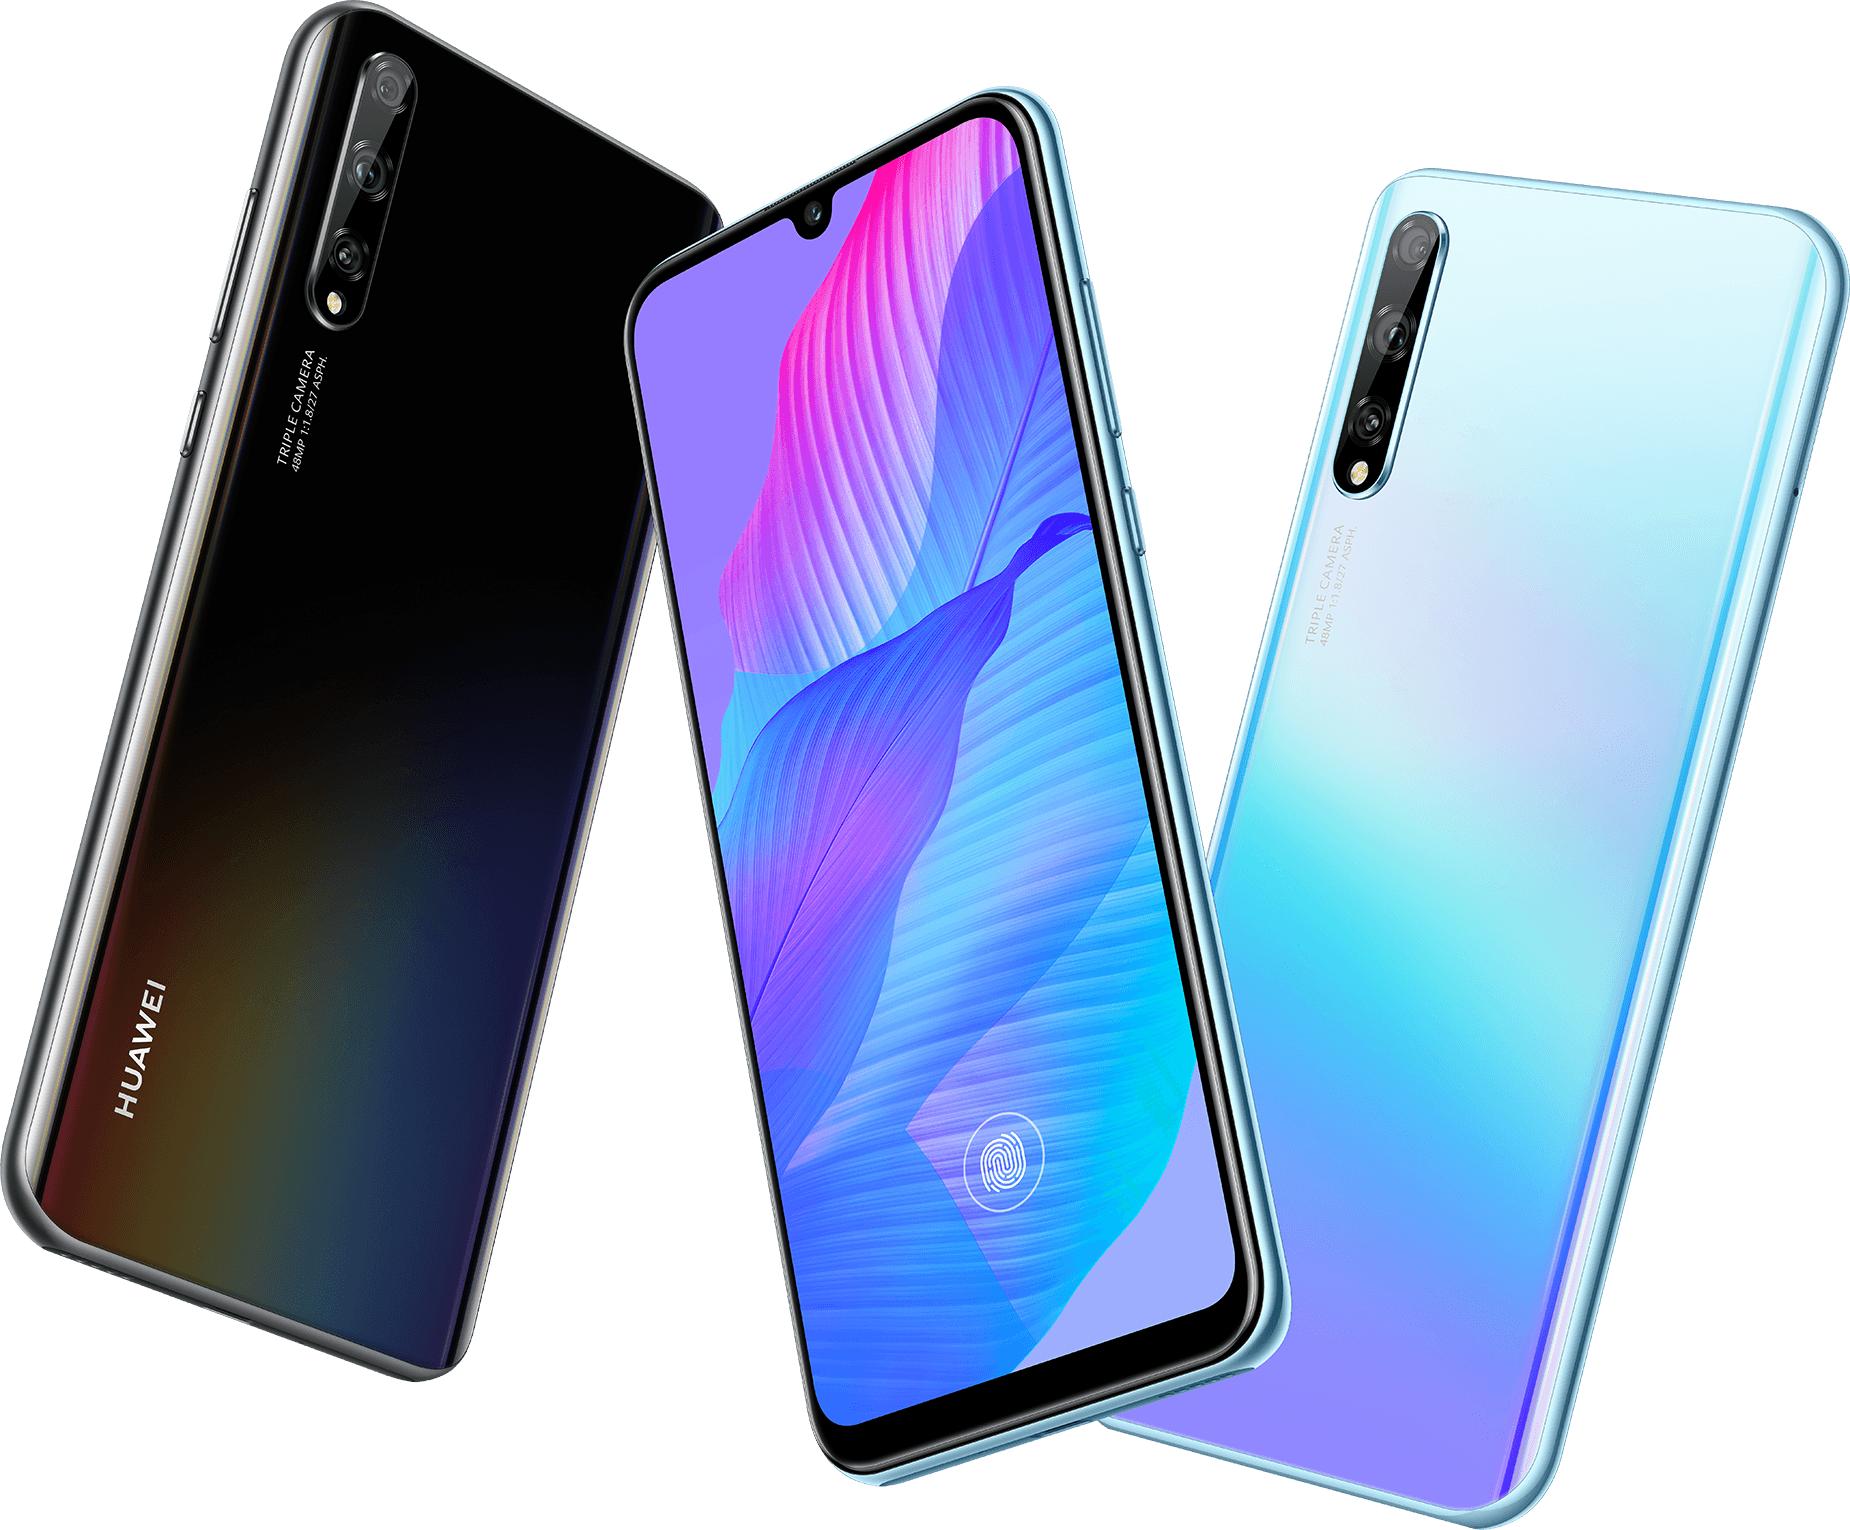 TRIPLE CAMERA
48MP 1:1.8/27 ASPH.
HUAWEI
TRIPLE CAMERA
48MP 1:1.8/27 ASPH.